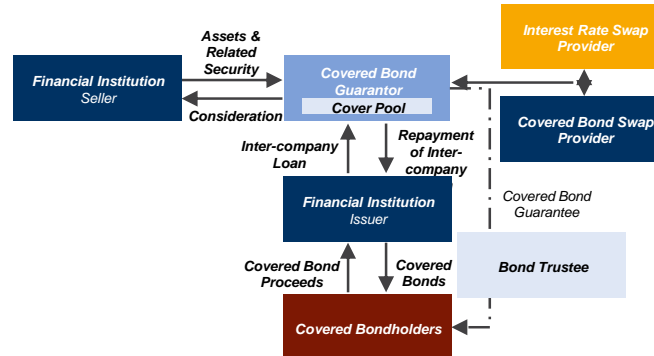 Assets &
Related
Security
Interest Rate Swap
Provider
Financial Institution
Seller
Covered Bond
Guarantor
Cover Pool
Consideration
Covered Bond Swap
Provider
Inter-company
Loan
Repayment
of Inter-
company
Financial Institution
Issuer
Covered Bond
Guarantee
Covered Bond
Proceeds
Covered
Bonds
Bond Trustee
Covered Bondholders